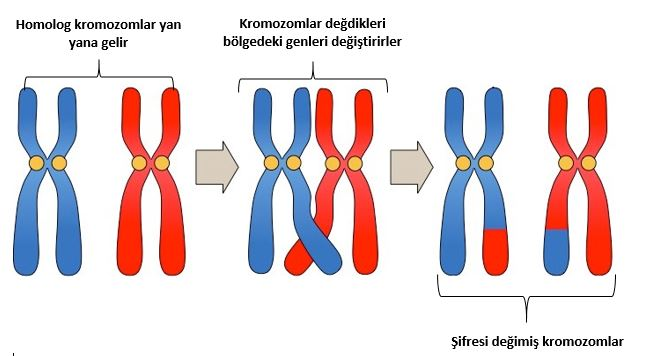 Homolog kromozomlar yan
yana gelir
Kromozomlar değdikleri
bölgedeki genleri değiştirirler
Şifresi değimiş kromozomlar